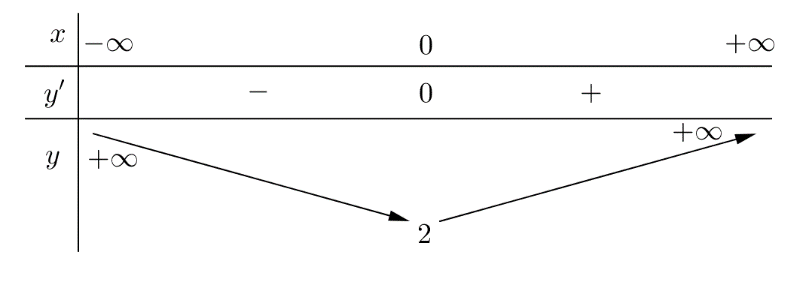 x −∞ 0 +∞
y′ − 0 +
+∞
y +∞
2